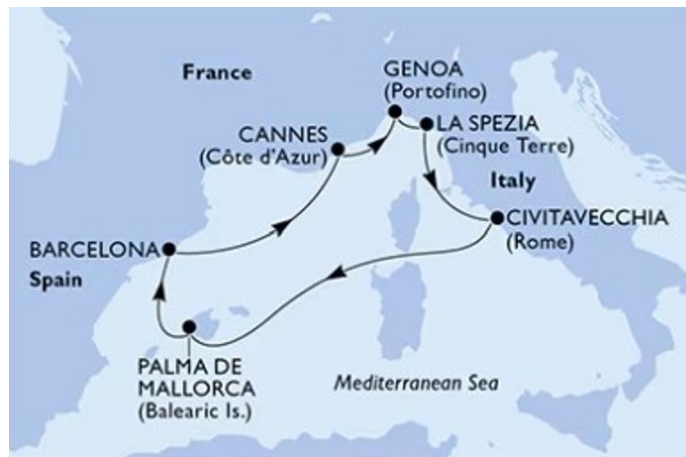 France
GENOA
(Portofino)
CANNES
(Côte d'Azur)
LA SPEZIA
(Cinque Terre)
Italy
CIVITAVECCHIA
(Rome)
BARCELONA
Spain
PALMA DE
MALLORCA
(Balearic Is.)
Mediterranean Sea